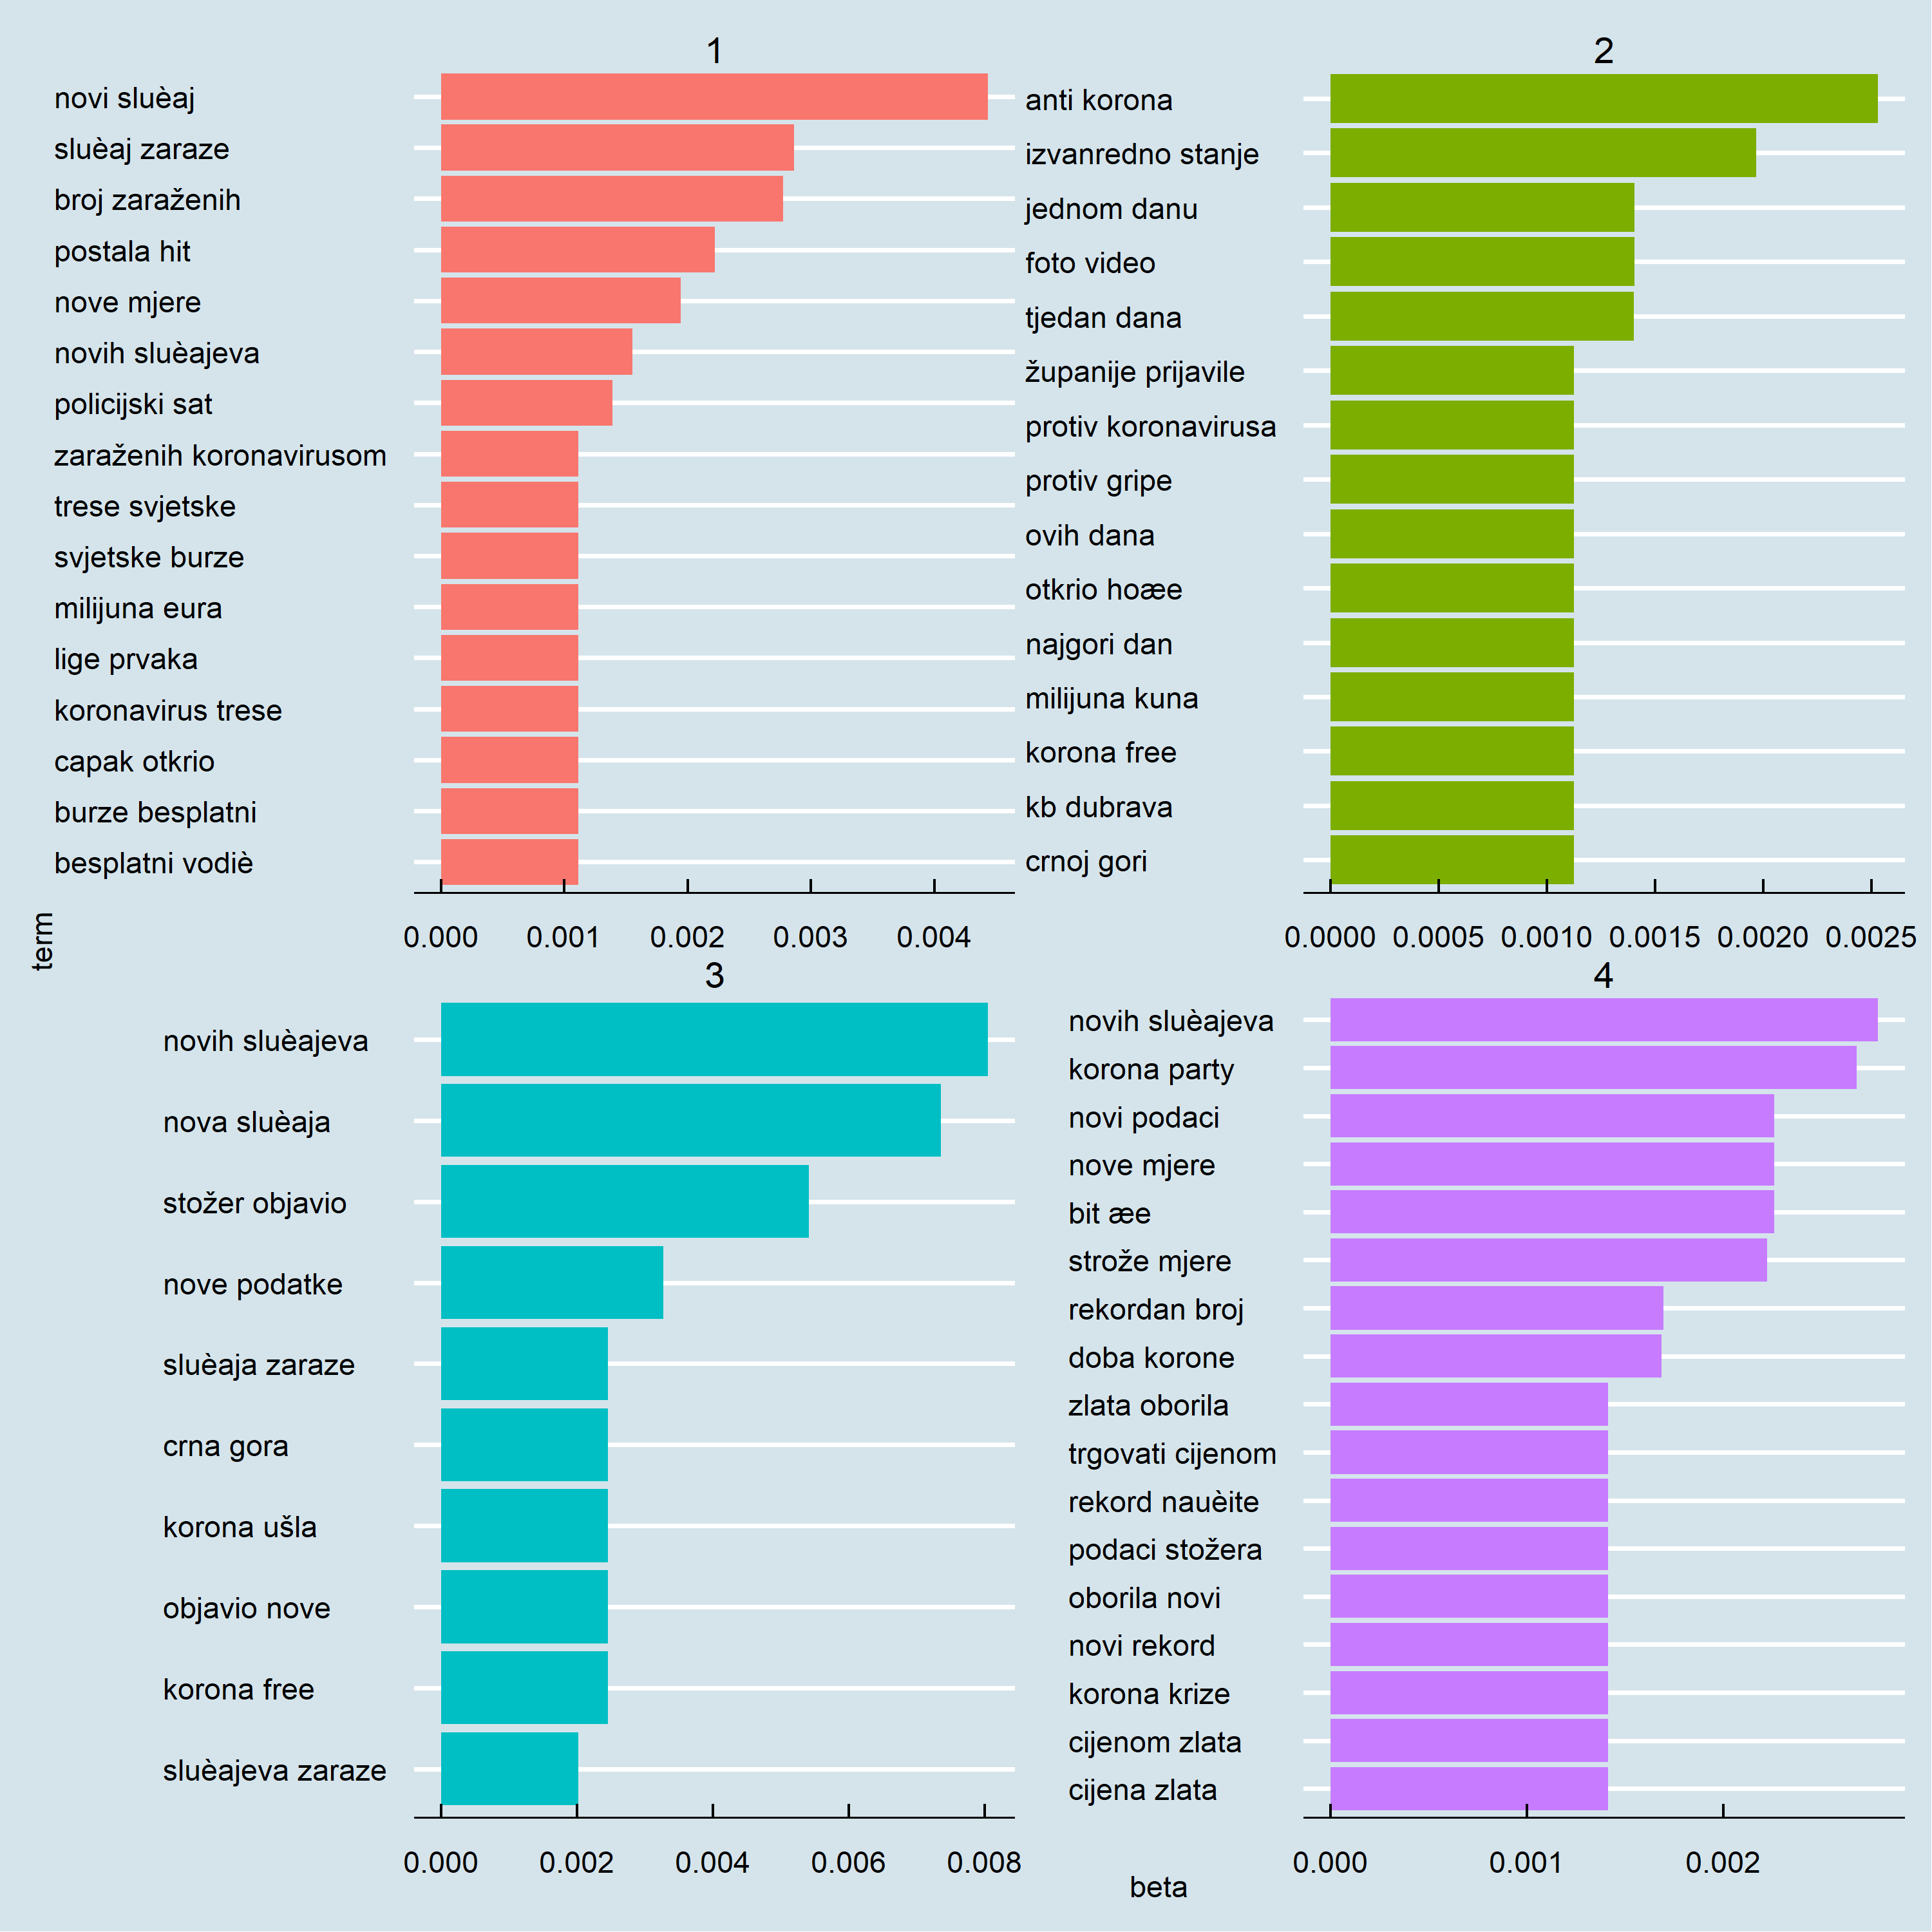 1
novi sluèaj
sluèaj zaraze
broj zaraženih
postala hit
nove mjere
novih sluèajeva
policijski sat
zaraženih koronavirusom
trese svjetske
svjetske burze
milijuna eura
lige prvaka
koronavirus trese
capak otkrio
burze besplatni
besplatni vodiè
0.000 0.001 0.002 0.003 0.004
2
anti korona
izvanredno stanje
jednom danu
foto video
tjedan dana
županije prijavile
protiv koronavirusa
protiv gripe
ovih dana
otkrio hoæe
najgori dan
milijuna kuna
korona free
kb dubrava
crnoj gori
0.0000 0.0005 0.0010 0.0015 0.0020 0.0025
term
3
novih sluèajeva
nova sluèaja
stožer objavio
nove podatke
sluèaja zaraze
crna gora
korona ušla
objavio nove
korona free
sluèajeva zaraze
0.000 0.002 0.004 0.006 0.008
4
novih sluèajeva
korona party
novi podaci
nove mjere
bit æe
strože mjere
rekordan broj
doba korone
zlata oborila
trgovati cijenom
rekord nauèite
podaci stožera
oborila novi
novi rekord
korona krize
cijenom zlata
cijena zlata
0.000 0.001 0.002
beta